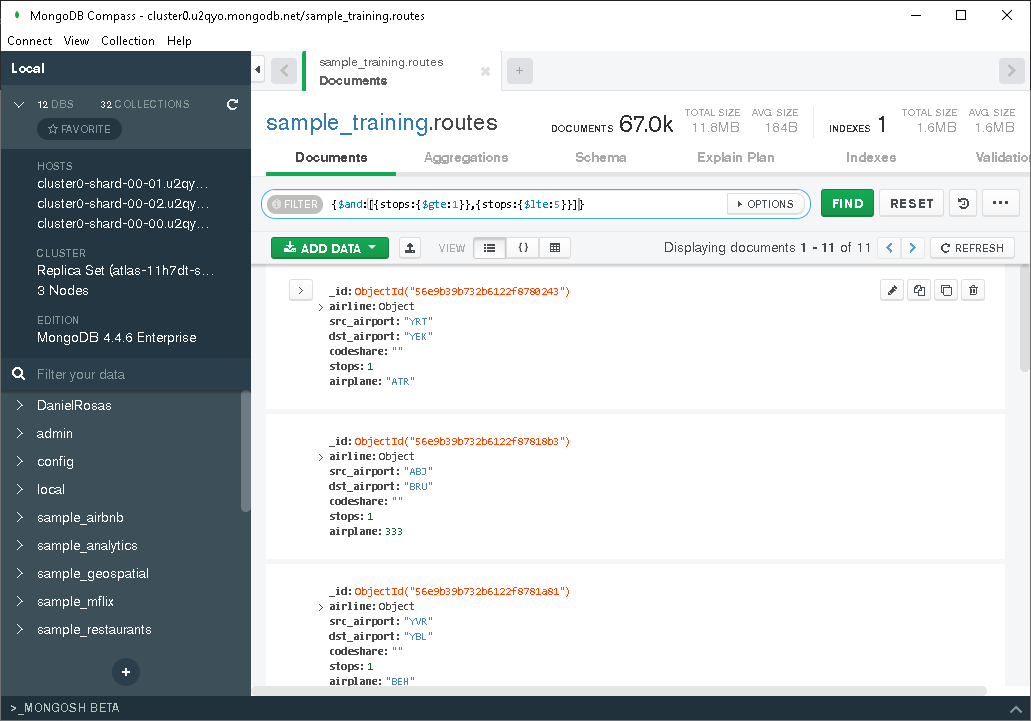 MongoDB Compass - cluster0.u2qyo.mongodb.net/sample_training.routes
Connect View Collection Help
Local
12 DBS 32 COLLECTIONS
FAVORITE
HOSTS
cluster0-shard-00-01.u2qy...
cluster0-shard-00-02.u2qy...
cluster0-shard-00-00.u2qy...
CLUSTER
Replica Set (atlas-11h7dt-s...
3 Nodes
EDITION
MongoDB 4.4.6 Enterprise
Filter your data
DanielRosas
admin
config
local
sample_airbnb
sample_analytics
sample_geospatial
sample_mflix
sample_restaurants
+
>_MONGOSH BETA
sample_training.routes
Documents
sample_training.routes
DOCUMENTS 67.0k TOTAL SIZE 11.8MB AVG. SIZE 184B INDEXES 1 TOTAL SIZE 1.6MB AVG. SIZE 1.6MB
Documents Aggregations Schema Explain Plan Indexes Validation
FILTER {$and:[{stops:{$gte:1}},{stops:{$lte:5}}]} OPTIONS FIND RESET ...
ADD DATA VIEW {} Displaying documents 1 - 11 of 11 REFRESH
_id:ObjectId("56e9b39b732b6122f8780243")
airline:Object
src_airport:"YRT"
dst_airport:"YEK"
codeshare:""
stops:1
airplane:"ATR"
_id:ObjectId("56e9b39b732b6122f87818b3")
airline:Object
src_airport:"ABJ"
dst_airport:"BRU"
codeshare:""
stops:1
airplane:333
_id:ObjectId("56e9b39b732b6122f8781a81")
airline:Object
src_airport:"YVR"
dst_airport:"YBL"
codeshare:""
stops:1
airplane:"BEH"